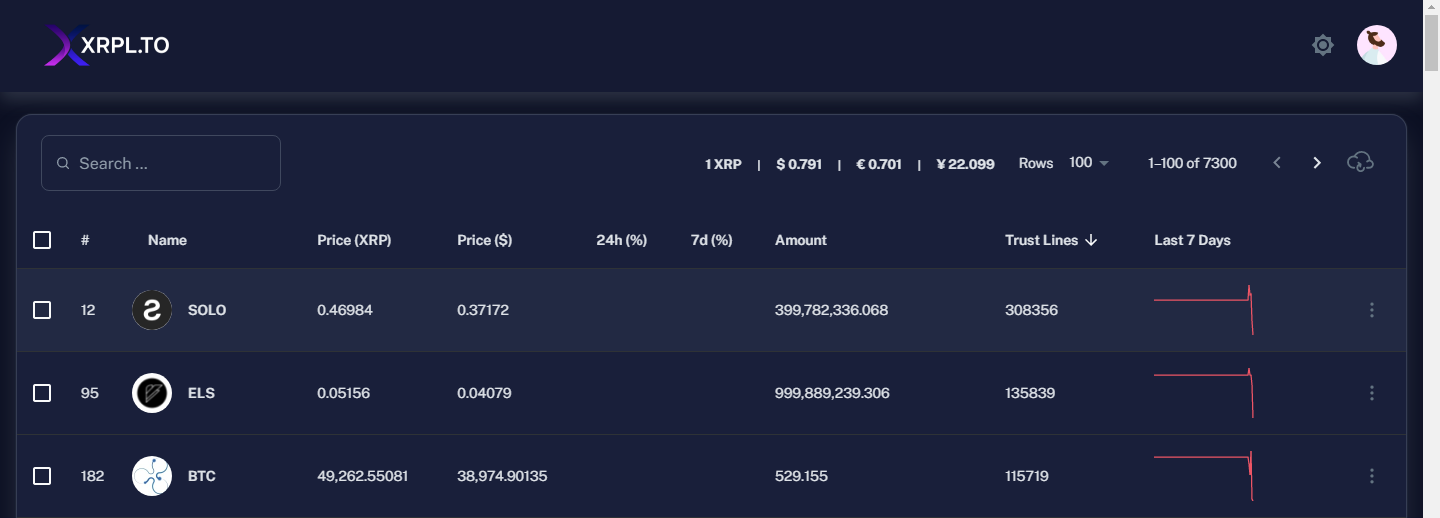 XRPL.TO
Search ...
1 XRP | $ 0.791 | € 0.701 | ¥ 22.099 Rows 100 1–100 of 7300
# Name Price (XRP) Price ($) 24h (%) 7d (%) Amount Trust Lines Last 7 Days
12 SOLO 0.46984 0.37172 399,782,336.068 308356
95 ELS 0.05156 0.04079 999,889,239.306 135839
182 BTC 49,262.55081 38,974.90135 529.155 115719